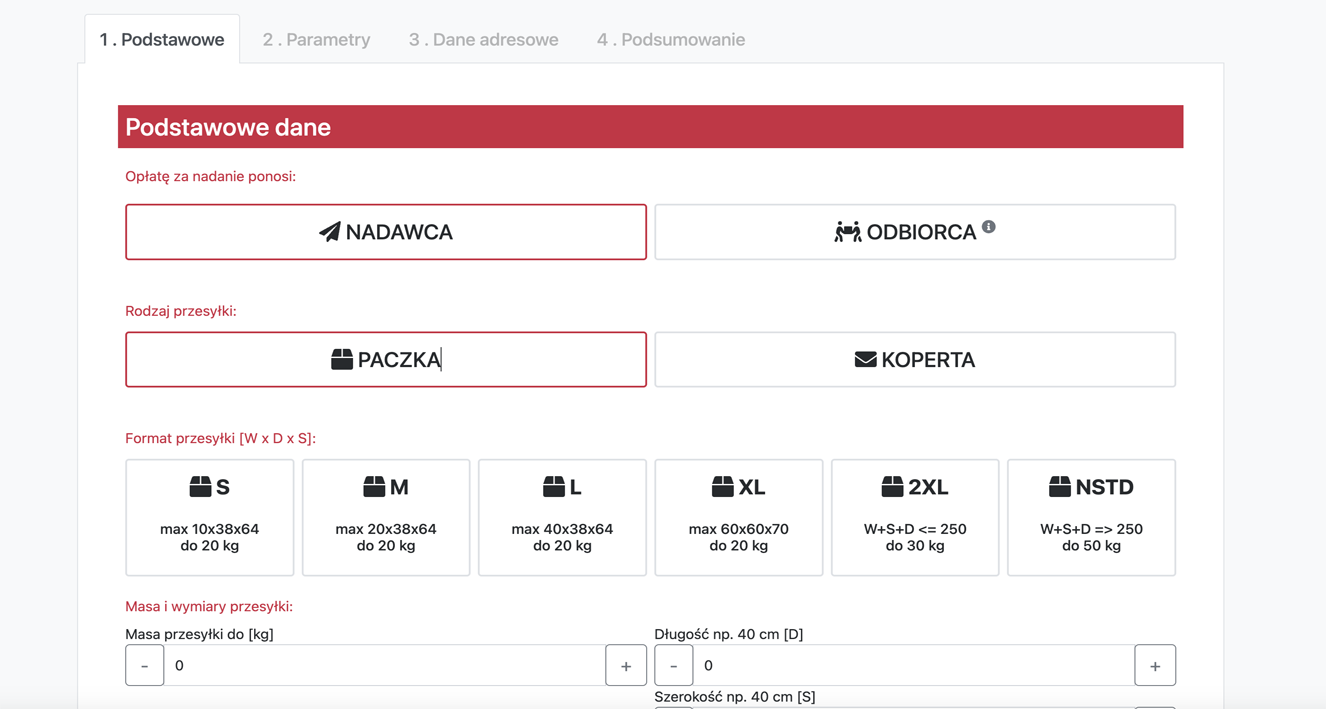 1 . Podstawowe 2 . Parametry 3 . Dane adresowe 4 . Podsumowanie
Podstawowe dane
Opłatę za nadanie ponosi:
NADAWCA ODBIORCA
Rodzaj przesyłki:
PACZKA KOPERTA
Format przesyłki [W x D x S]:
S M L XL 2XL NSTD
max 10x38x64 max 20x38x64 max 40x38x64 max 60x60x70 W+S+D <= 250 W+S+D => 250
do 20 kg do 20 kg do 20 kg do 20 kg do 30 kg do 50 kg
Masa i wymiary przesyłki:
Masa przesyłki do [kg] Długość np. 40 cm [D]
- 0 + - 0 +
Szerokość np. 40 cm [S]